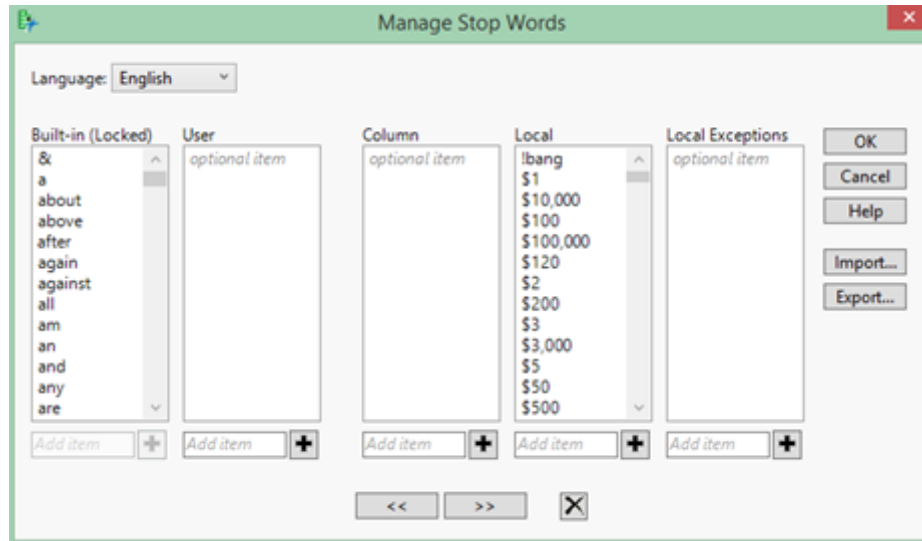 Manage Stop Words
Language: English
Built-in (Locked)
&
a
about
above
after
again
against
all
am
an
and
any
are
Add item
User
optional item
Add item
Column
optional item
Add item
Local
!bang
$1
$10,000
$100
$100,000
$120
$2
$200
$3
$3,000
$5
$50
$500
Add item
Local Exceptions
optional item
Add item
OK
Cancel
Help
Import...
Export...
<< >>